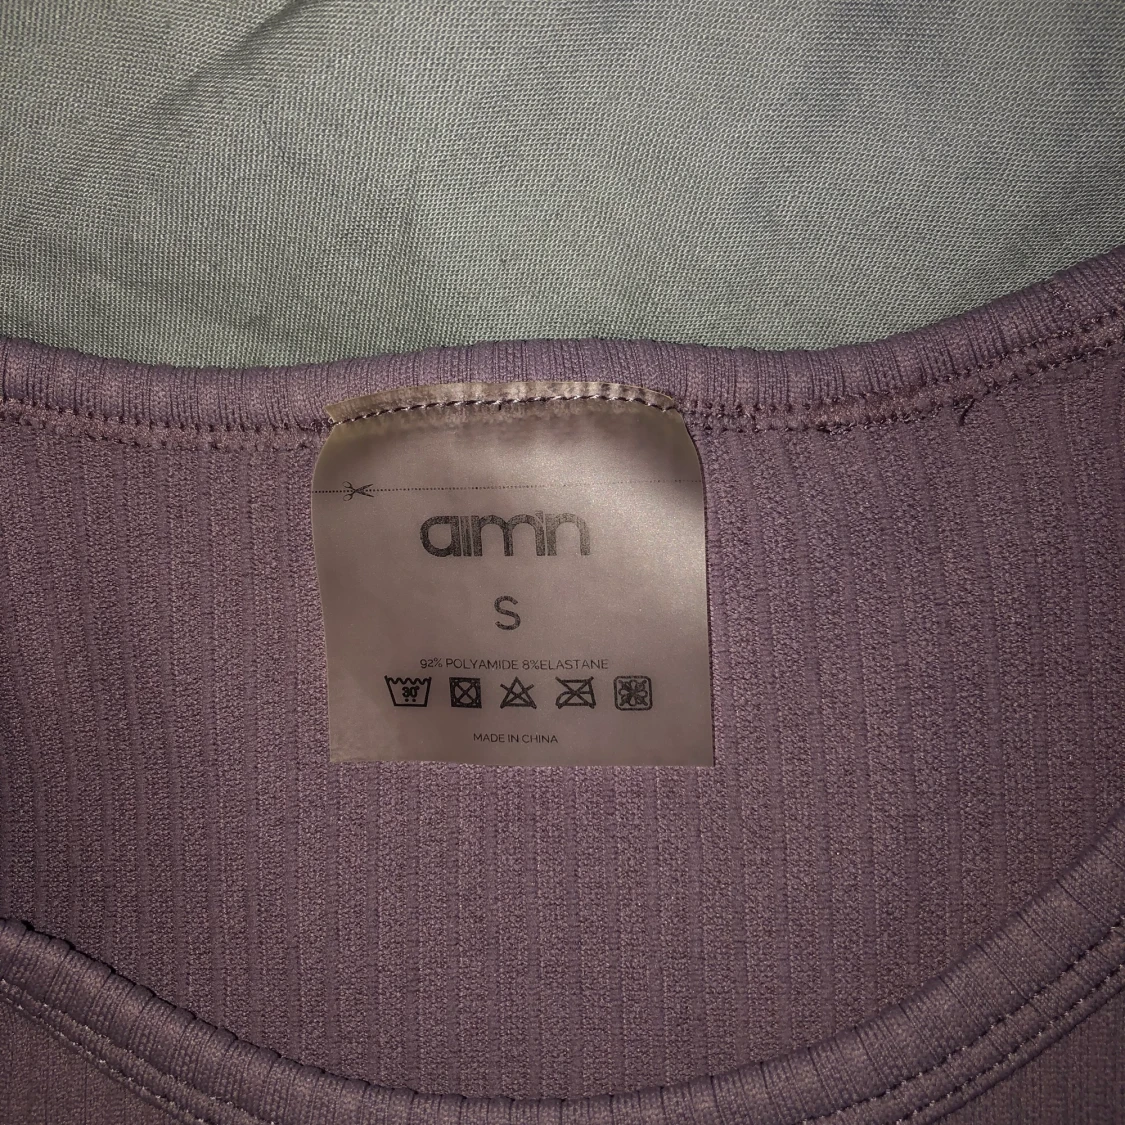 aim'n
S
92% POLYAMIDE 8%ELASTANE
30°
MADE IN CHINA